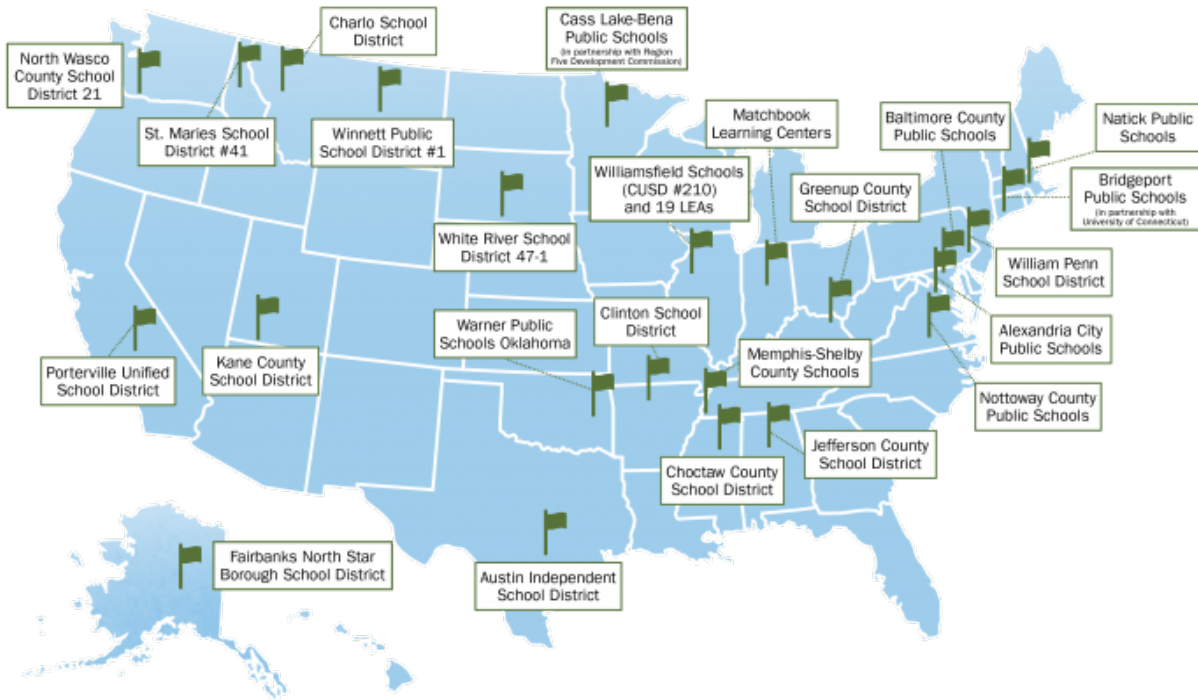 Charlo School
District
Cass Lake-Bena
Public Schools
(in partnership with Region
Five Development Commission)
North Wasco
County School
District 21
St. Maries School
District #41
Winnett Public
School District #1
Matchbook
Learning Centers
Baltimore County
Public Schools
Natick Public
Schools
Williamsfield Schools
(CUSD #210)
and 19 LEAs
Greenup County
School District
Bridgeport
Public Schools
(in partnership with
University of Connecticut)
White River School
District 47-1
William Penn
School District
Warner Public
Schools Oklahoma
Clinton School
District
Alexandria City
Public Schools
Porterville Unified
School District
Kane County
School District
Memphis-Shelby
County Schools
Nottoway County
Public Schools
Choctaw County
School District
Jefferson County
School District
Fairbanks North Star
Borough School District
Austin Independent
School District